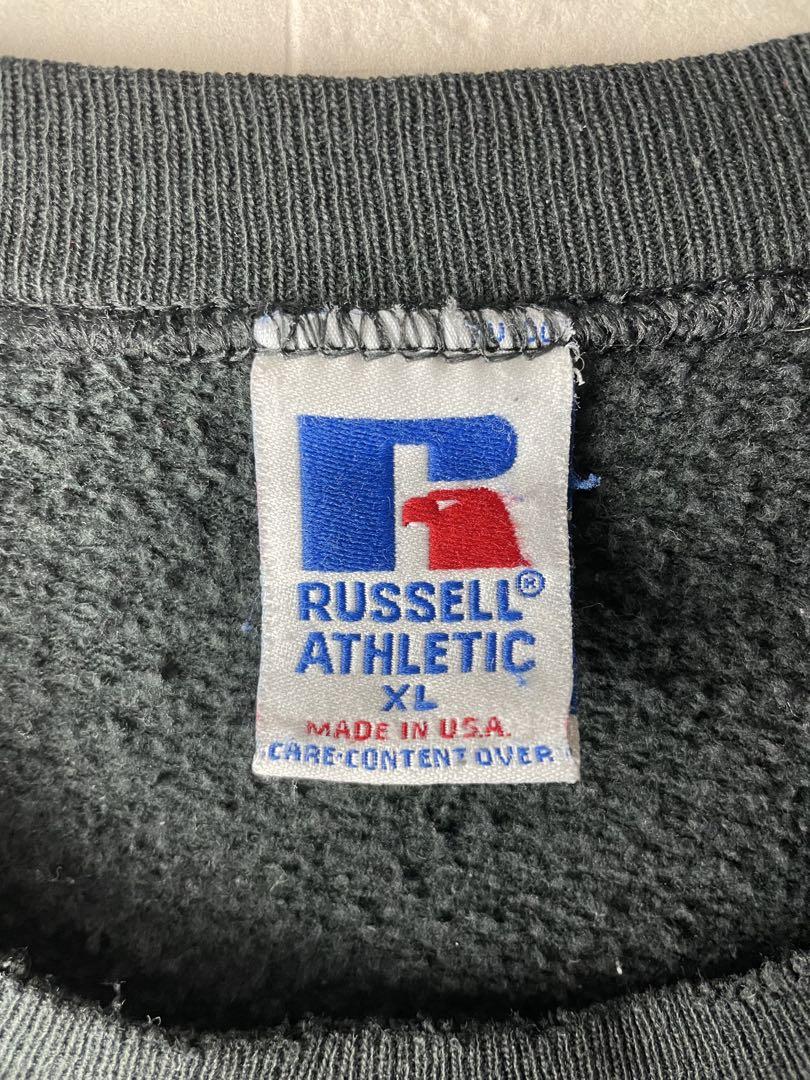 RUSSELL®
ATHLETIC
XL
MADE IN U.S.A.
CARE·CONTENT OVER